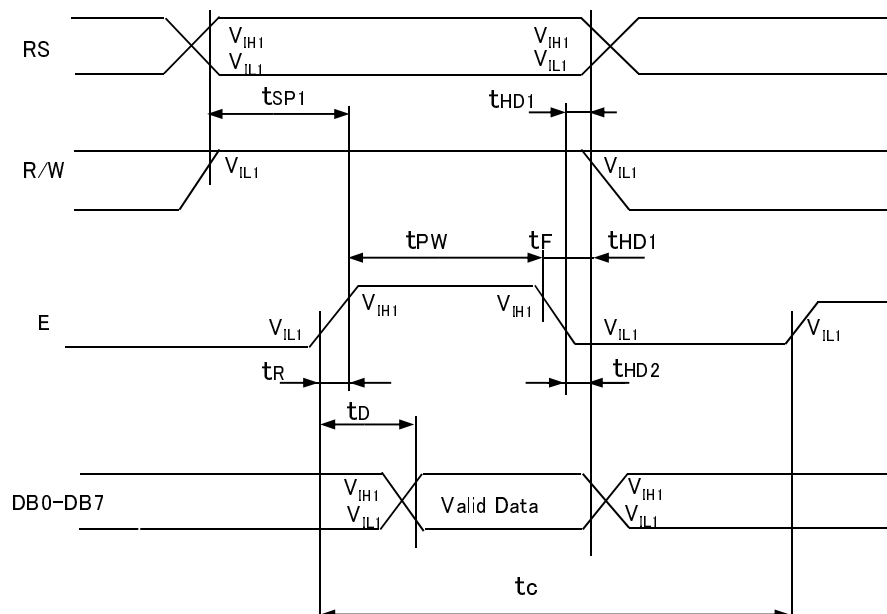 RS
VIH1
VIL1
VIH1
VIL1
tSP1
tHD1
R/W
VIL1
VIL1
tPW
tF
tHD1
E
VIL1
VIH1
VIH1
VIL1
VIL1
tR
tHD2
tD
DB0-DB7
VIH1
VIL1
Valid Data
VIH1
VIL1
tc